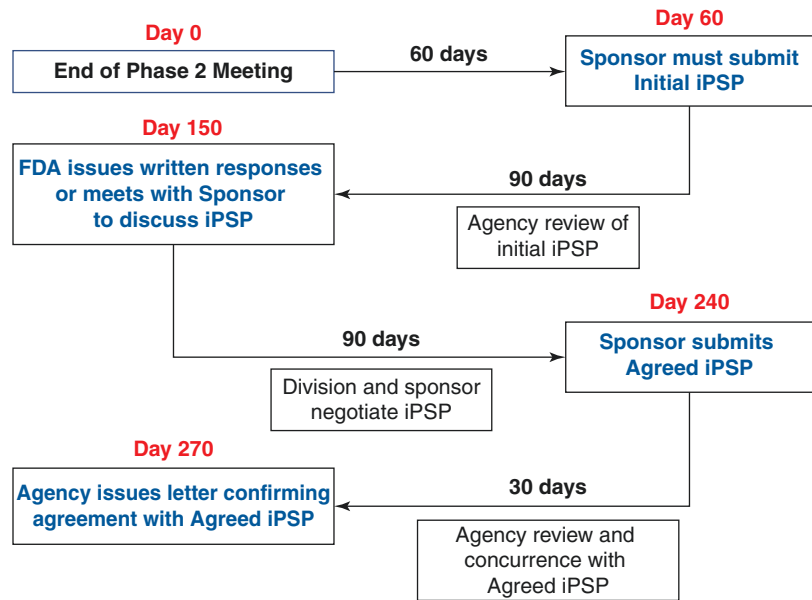 Day 0
End of Phase 2 Meeting
60 days
Day 60
Sponsor must submit
Initial iPSP
Day 150
FDA issues written responses
or meets with Sponsor
to discuss iPSP
90 days
Agency review of
initial iPSP
90 days
Division and sponsor
negotiate iPSP
Day 240
Sponsor submits
Agreed iPSP
Day 270
Agency issues letter confirming
agreement with Agreed iPSP
30 days
Agency review and
concurrence with
Agreed iPSP